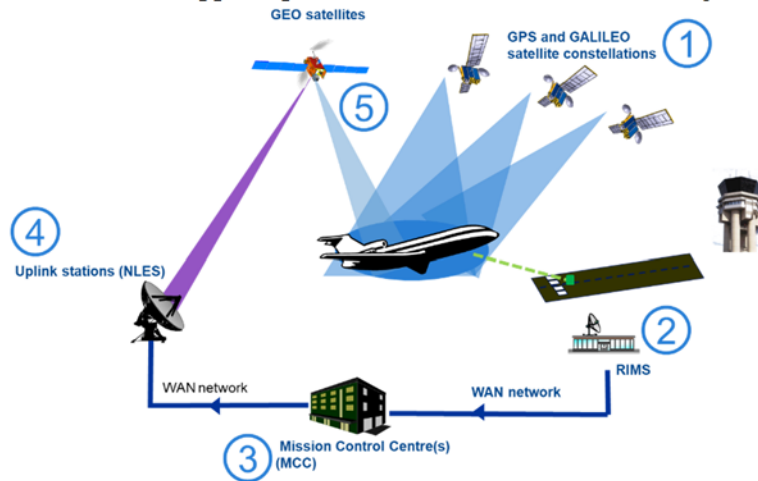 GEO satellites
GPS and GALILEO
satellite constellations
1
5
4
Uplink stations (NLES)
2
RIMS
WAN network
WAN network
3
Mission Control Centre(s)
(MCC)